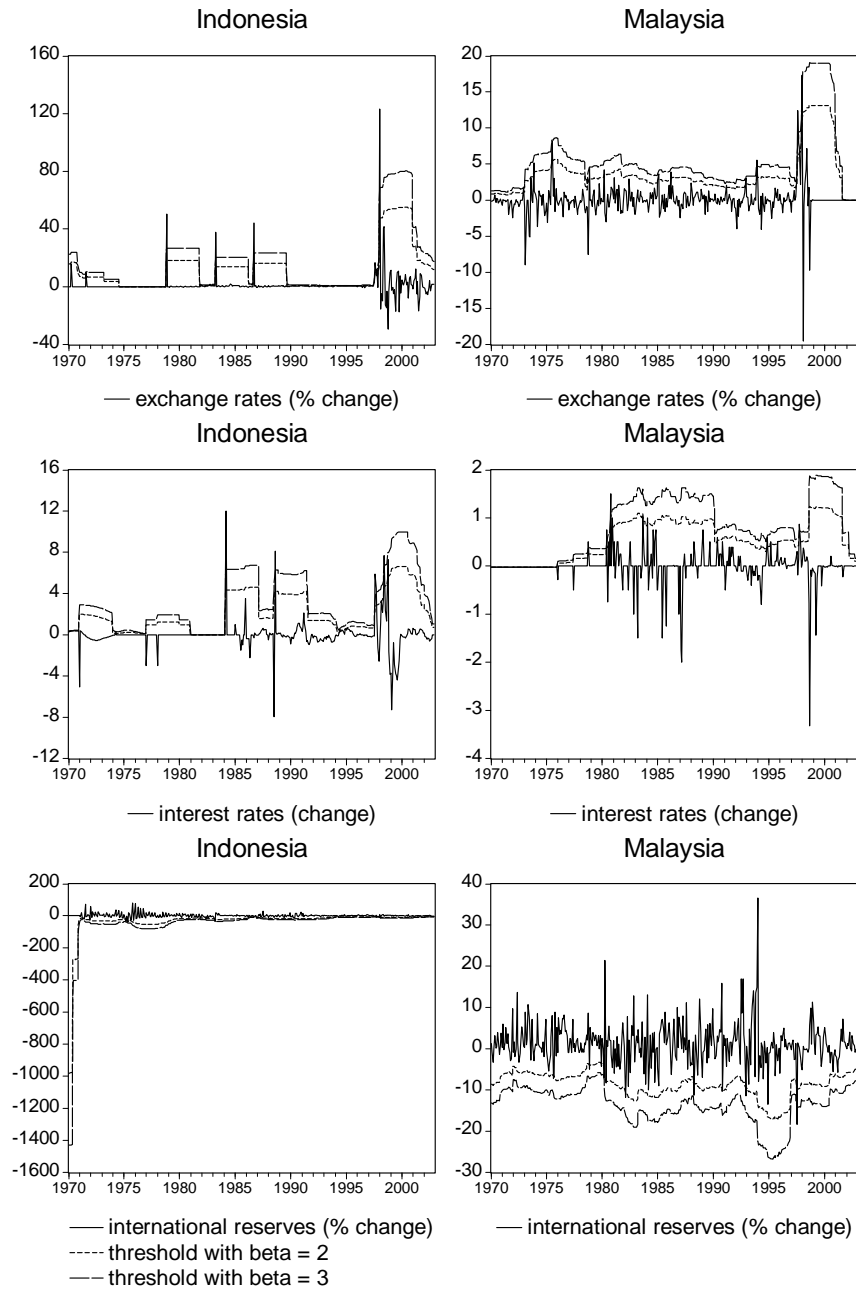 Indonesia
160
120
80
40
0
-40
1970 1975 1980 1985 1990 1995 2000
exchange rates (% change)
Malaysia
20
15
10
5
0
-5
-10
-15
-20
1970 1975 1980 1985 1990 1995 2000
exchange rates (% change)
Indonesia
16
12
8
4
0
-4
-8
-12
1970 1975 1980 1985 1990 1995 2000
interest rates (change)
Malaysia
2
1
0
-1
-2
-3
-4
1970 1975 1980 1985 1990 1995 2000
interest rates (change)
Indonesia
200
0
-200
-400
-600
-800
-1000
-1200
-1400
-1600
1970 1975 1980 1985 1990 1995 2000
international reserves (% change)
threshold with beta = 2
threshold with beta = 3
Malaysia
40
30
20
10
0
-10
-20
-30
1970 1975 1980 1985 1990 1995 2000
international reserves (% change)